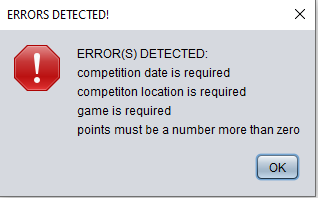 ERRORS DETECTED!
ERROR(S) DETECTED:
competition date is required
competiton location is required
game is required
points must be a number more than zero
OK